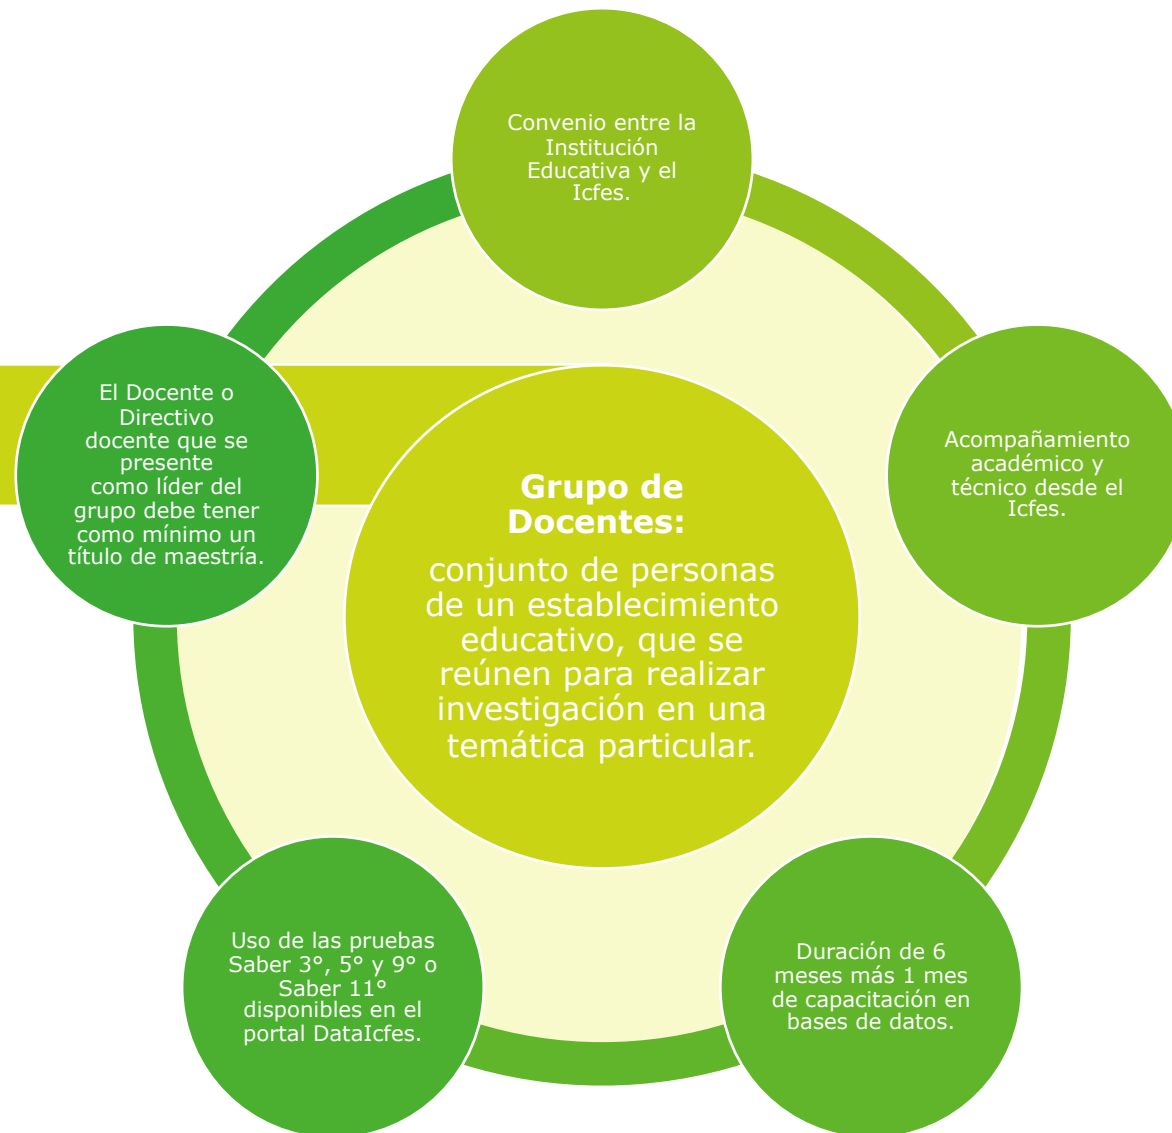 Convenio entre la
Institución
Educativa y el
Icfes.
Acompañamiento
académico y
técnico desde el
Icfes.
Duración de 6
meses más 1 mes
de capacitación en
bases de datos.
Uso de las pruebas
Saber 3°, 5° y 9° o
Saber 11°
disponibles en el
portal DataIcfes.
El Docente o
Directivo
docente que se
presente
como líder del
grupo debe tener
como mínimo un
título de maestría.
Grupo de
Docentes:
conjunto de personas
de un establecimiento
educativo, que se
reúnen para realizar
investigación en una
temática particular.